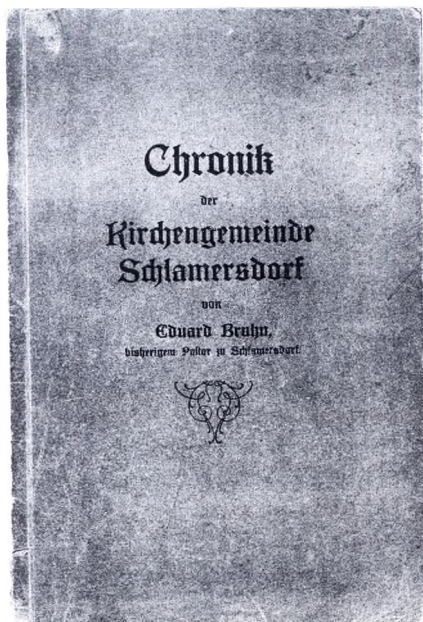 Chronik
der
Kirchengemeinde
Schlamersdorf
von
Eduard Bruhn,
bisherigem Pastor zu Schlamersdorf.